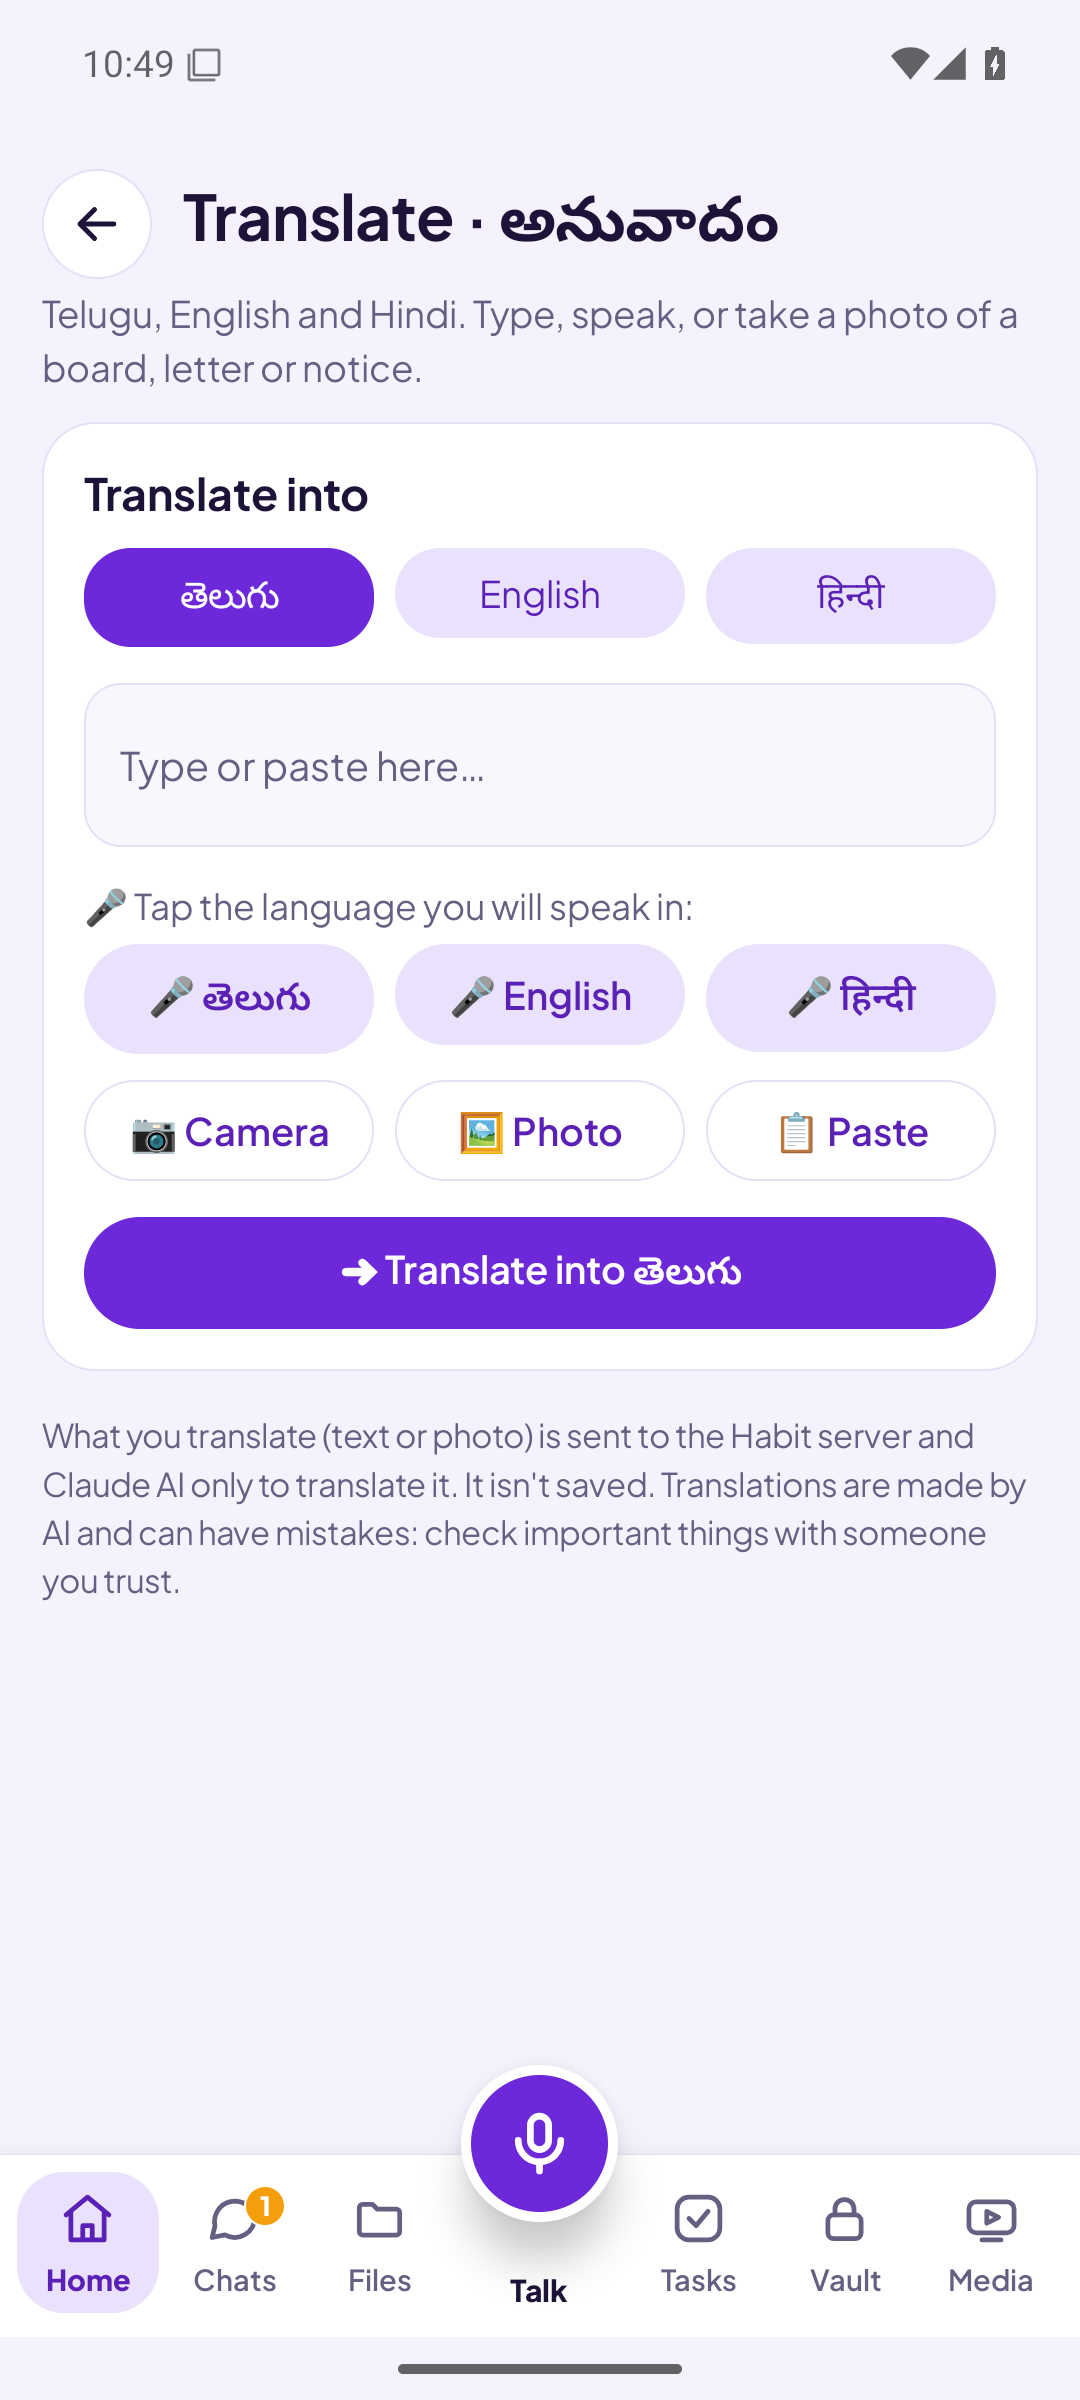 10:49
Translate · అనువాదం
Telugu, English and Hindi. Type, speak, or take a photo of a
board, letter or notice.
Translate into
తెలుగు English हिन्दी
Type or paste here...
🎤 Tap the language you will speak in:
🎤 తెలుగు 🎤 English 🎤 हिन्दी
📷 Camera 🖼️ Photo 📋 Paste
➜ Translate into తెలుగు
What you translate (text or photo) is sent to the Habit server and
Claude AI only to translate it. It isn't saved. Translations are made by
AI and can have mistakes: check important things with someone
you trust.
1
Home Chats Files Talk Tasks Vault Media